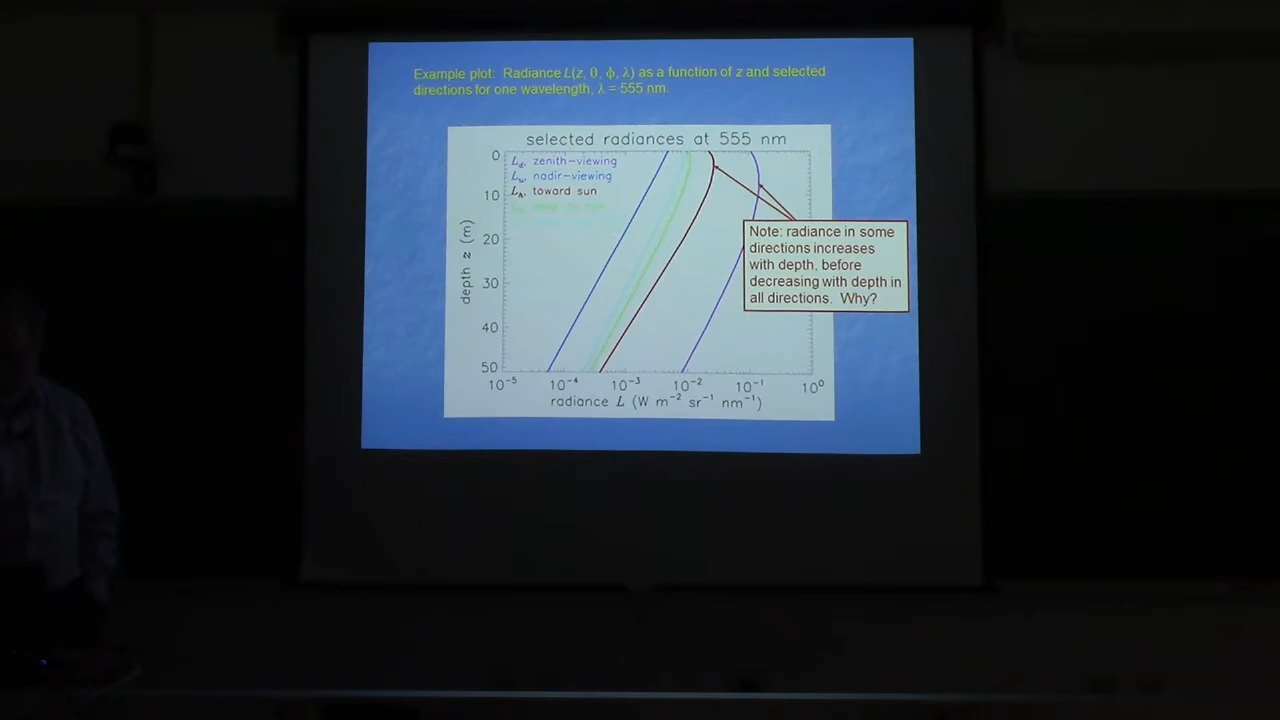 Example plot: Radiance L(z, θ, ϕ, λ) as a function of z and selected
directions for one wavelength, λ = 555 nm.
selected radiances at 555 nm
L_d, zenith-viewing
L_u, nadir-viewing
L_h, toward sun
0
10
20
30
40
50
depth z (m)
10⁻⁵ 10⁻⁴ 10⁻³ 10⁻² 10⁻¹ 10⁰
radiance L (W m⁻² sr⁻¹ nm⁻¹)
Note: radiance in some
directions increases
with depth, before
decreasing with depth in
all directions. Why?